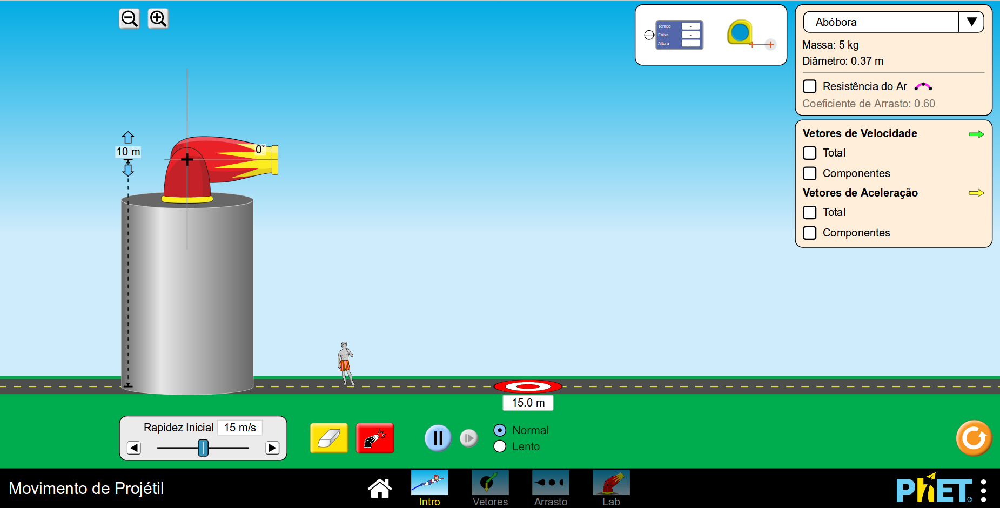 Tempo -
Faixa -
Altura -
Abóbora
Massa: 5 kg
Diâmetro: 0.37 m
Resistência do Ar
Coeficiente de Arrasto: 0.60
Vetores de Velocidade
Total
Componentes
Vetores de Aceleração
Total
Componentes
0°
10 m
15.0 m
Rapidez Inicial 15 m/s
Normal
Lento
Movimento de Projétil
Intro
Vetores
Arrasto
Lab
PhET®